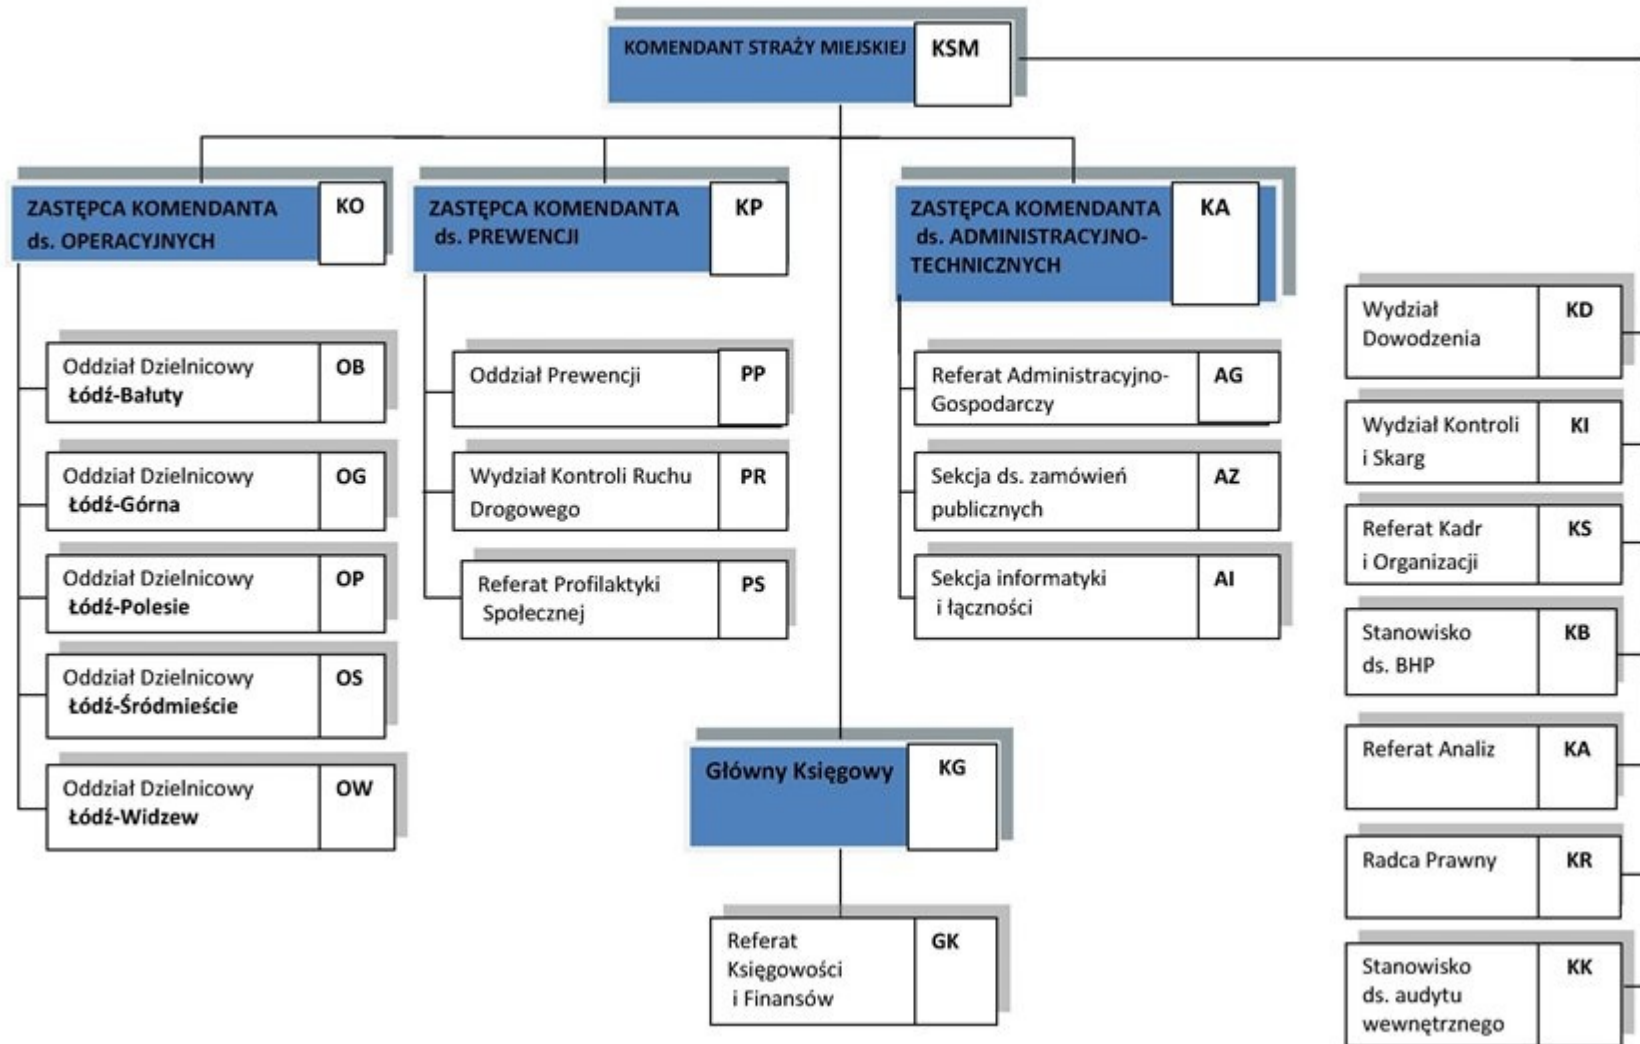 KOMENDANT STRAŻY MIEJSKIEJ KSM
ZASTĘPCA KOMENDANTA KO
ds. OPERACYJNYCH
Oddział Dzielnicowy OB
Łódź-Bałuty
Oddział Dzielnicowy OG
Łódź-Górna
Oddział Dzielnicowy OP
Łódź-Polesie
Oddział Dzielnicowy OS
Łódź-Śródmieście
Oddział Dzielnicowy OW
Łódź-Widzew
ZASTĘPCA KOMENDANTA KP
ds. PREWENCJI
Oddział Prewencji PP
Wydział Kontroli Ruchu PR
Drogowego
Referat Profilaktyki PS
Społecznej
ZASTĘPCA KOMENDANTA KA
ds. ADMINISTRACYJNO-
TECHNICZNYCH
Referat Administracyjno- AG
Gospodarczy
Sekcja ds. zamówień AZ
publicznych
Sekcja informatyki AI
i łączności
Główny Księgowy KG
Referat GK
Księgowości
i Finansów
Wydział KD
Dowodzenia
Wydział Kontroli KI
i Skarg
Referat Kadr KS
i Organizacji
Stanowisko KB
ds. BHP
Referat Analiz KA
Radca Prawny KR
Stanowisko KK
ds. audytu
wewnętrznego